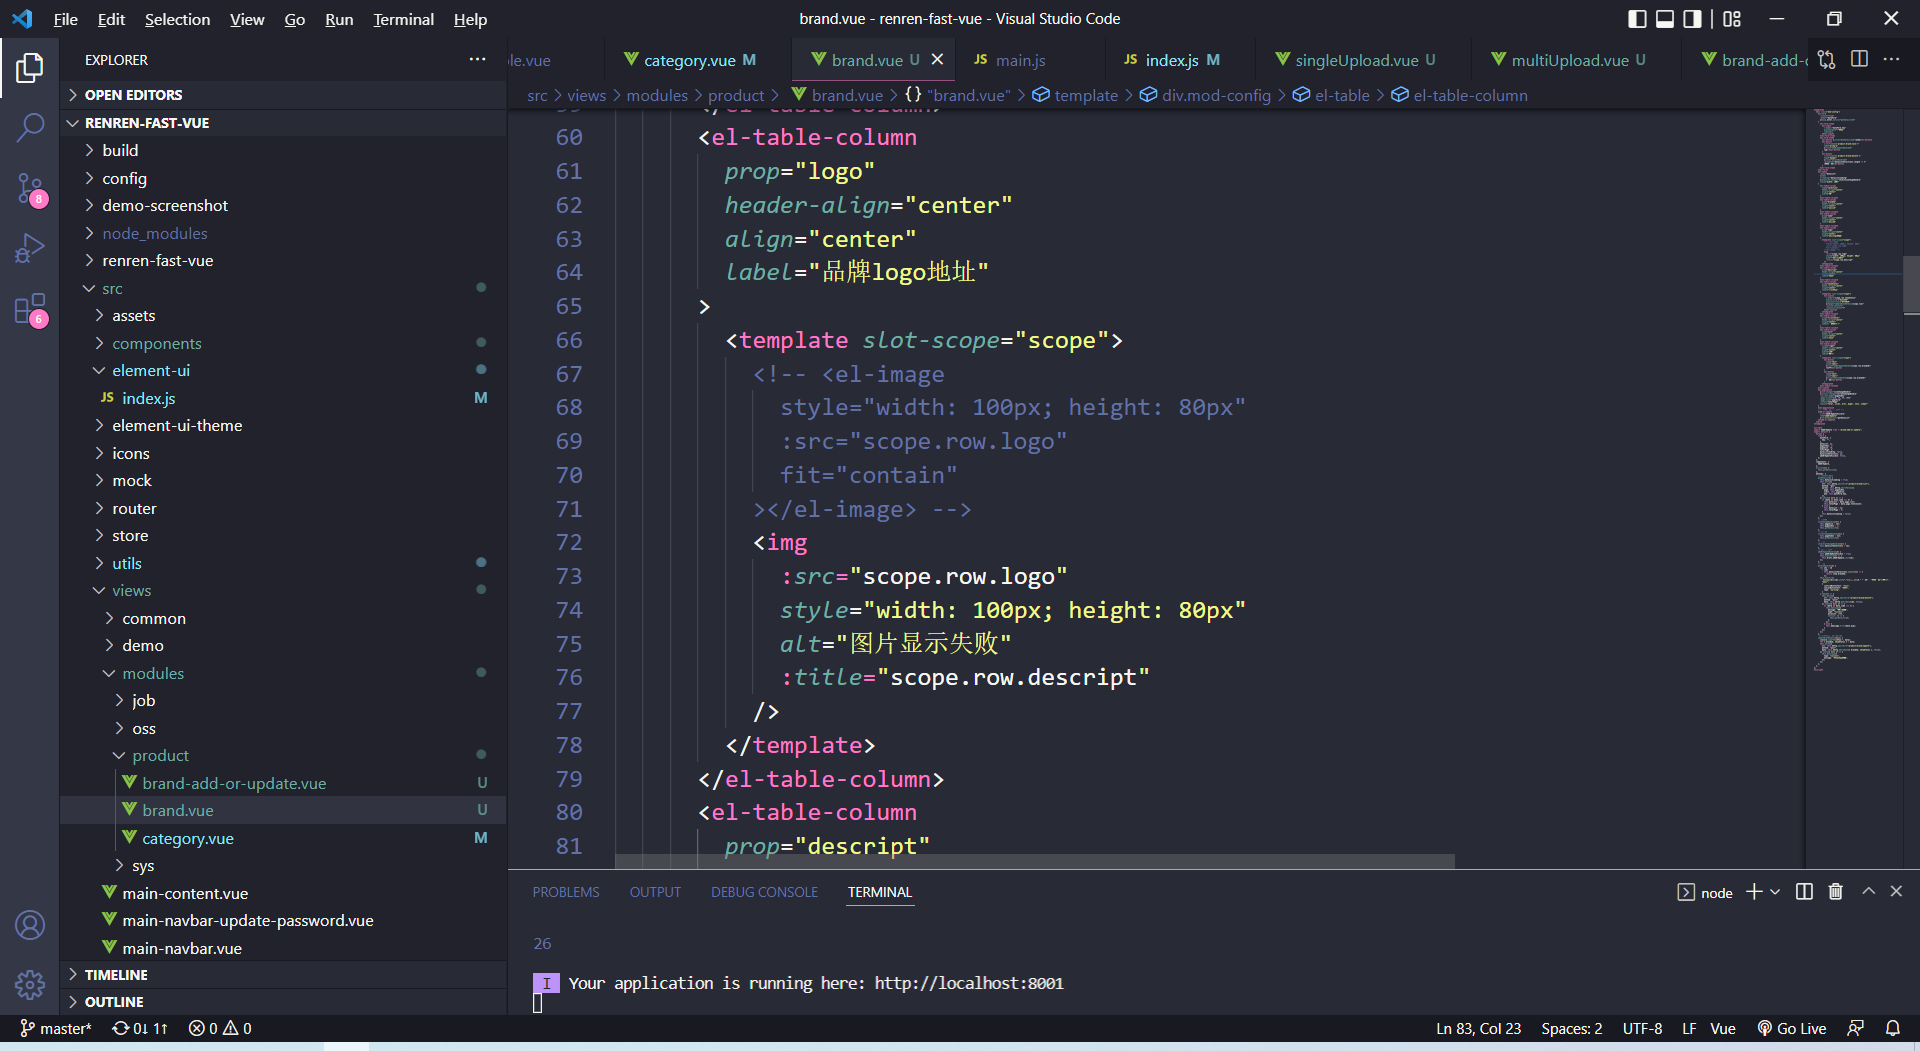 File Edit Selection View Go Run Terminal Help
brand.vue - renren-fast-vue - Visual Studio Code
EXPLORER
le.vue
category.vue M
brand.vue U
JS main.js
JS index.js M
singleUpload.vue U
multiUpload.vue U
brand-add-
src > views > modules > product > brand.vue > {} "brand.vue" > template > div.mod-config > el-table > el-table-column
OPEN EDITORS
RENREN-FAST-VUE
build
config
demo-screenshot
node_modules
renren-fast-vue
src
assets
components
element-ui
JS index.js M
element-ui-theme
icons
mock
router
store
utils
views
common
demo
modules
job
oss
product
brand-add-or-update.vue U
brand.vue U
category.vue M
sys
main-content.vue
main-navbar-update-password.vue
main-navbar.vue
TIMELINE
OUTLINE
8
6
59 </el-table-column>
60 <el-table-column
61 prop="logo"
62 header-align="center"
63 align="center"
64 label="品牌logo地址"
65 >
66 <template slot-scope="scope">
67 <!-- <el-image
68 style="width: 100px; height: 80px"
69 :src="scope.row.logo"
70 fit="contain"
71 ></el-image> -->
72 <img
73 :src="scope.row.logo"
74 style="width: 100px; height: 80px"
75 alt="图片显示失败"
76 :title="scope.row.descript"
77 />
78 </template>
79 </el-table-column>
80 <el-table-column
81 prop="descript"
PROBLEMS OUTPUT DEBUG CONSOLE TERMINAL
node
26
I Your application is running here: http://localhost:8001
master* 0↓ 1↑ 0 0
Ln 83, Col 23 Spaces: 2 UTF-8 LF Vue Go Live